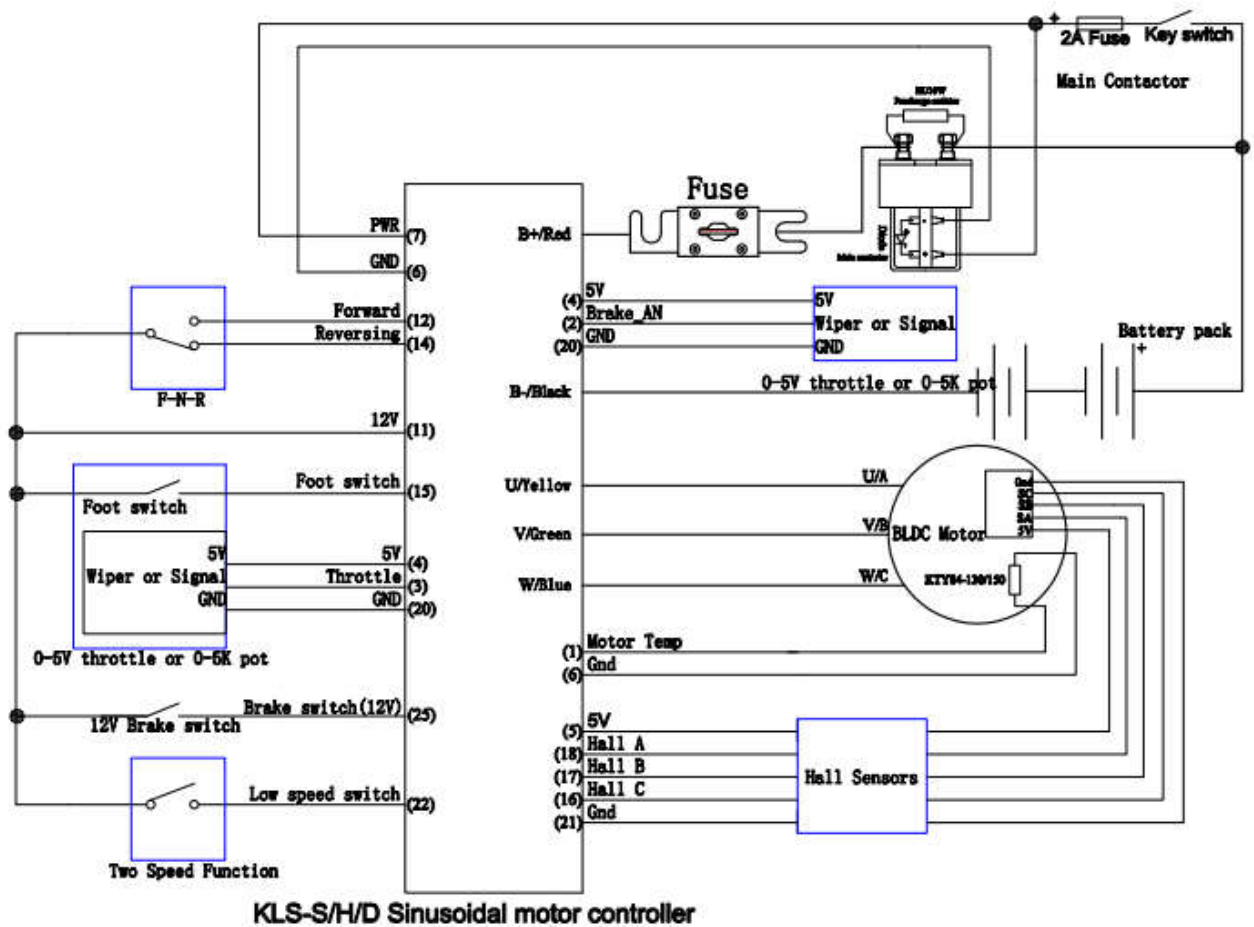 2A Fuse
Key switch
+
Main Contactor
Fuse
PWR
(7)
GND
(6)
B+/Red
Forward
(12)
Reversing
(14)
F-N-R
(4)
5V
(2)
Brake_AN
(20)
GND
5V
Wiper or Signal
GND
Battery pack
+
B-/Black
0-5V throttle or 0-5K pot
12V
(11)
Foot switch
(15)
Foot switch
U/Yellow
U/A
V/Green
V/B
W/Blue
W/C
BLDC Motor
5V
KTY84-130/150
5V
Wiper or Signal
GND
5V
(4)
Throttle
(3)
GND
(20)
0-5V throttle or 0-5K pot
(1)
Motor Temp
(6)
Gnd
Brake switch(12V)
(25)
12V Brake switch
(5)
5V
(18)
Hall A
(17)
Hall B
(16)
Hall C
(21)
Gnd
Hall Sensors
Low speed switch
(22)
Two Speed Function
KLS-S/H/D Sinusoidal motor controller